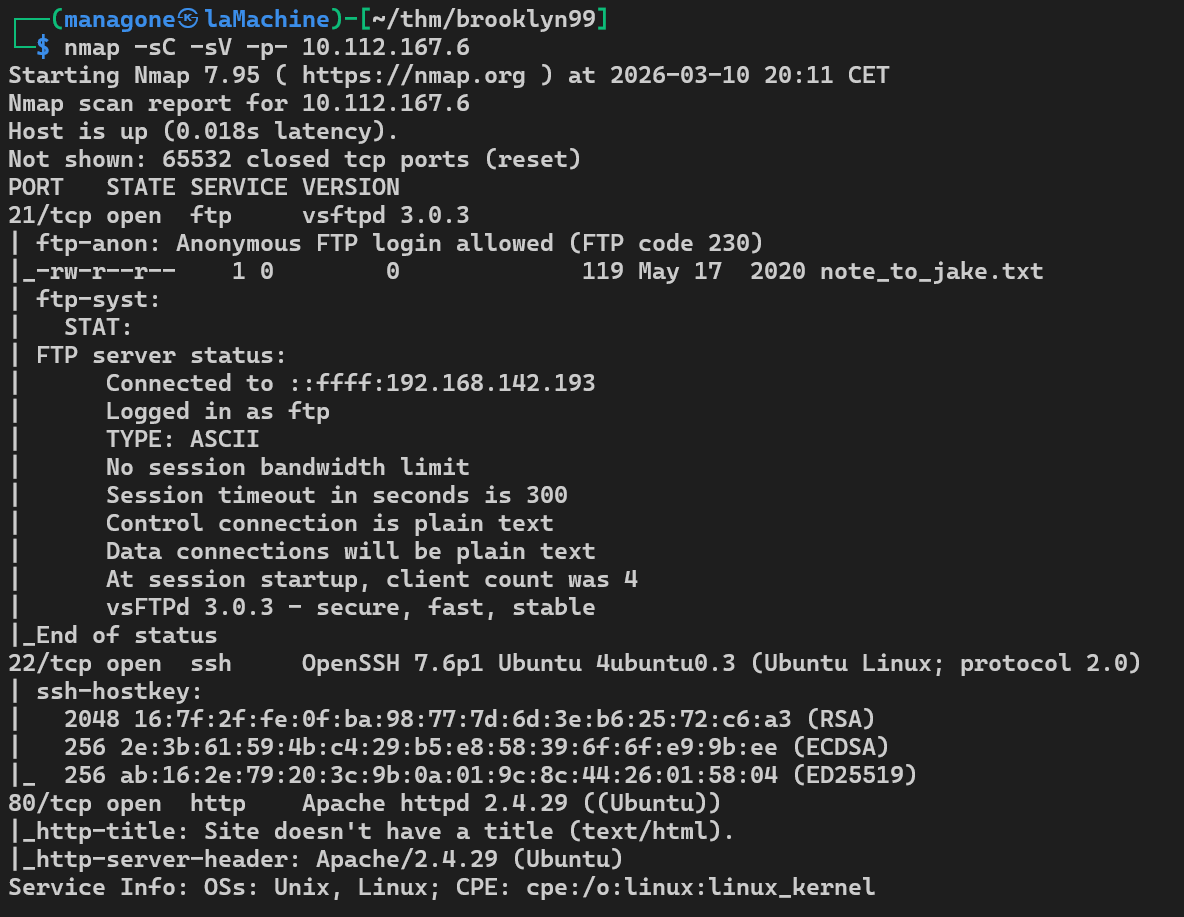 ┌──(managone㉿laMachine)-[~/thm/brooklyn99]
└─$ nmap -sC -sV -p- 10.112.167.6
Starting Nmap 7.95 ( https://nmap.org ) at 2026-03-10 20:11 CET
Nmap scan report for 10.112.167.6
Host is up (0.018s latency).
Not shown: 65532 closed tcp ports (reset)
PORT   STATE SERVICE VERSION
21/tcp open  ftp     vsftpd 3.0.3
| ftp-anon: Anonymous FTP login allowed (FTP code 230)
|_-rw-r--r--    1 0        0             119 May 17  2020 note_to_jake.txt
| ftp-syst:
|   STAT:
| FTP server status:
|      Connected to ::ffff:192.168.142.193
|      Logged in as ftp
|      TYPE: ASCII
|      No session bandwidth limit
|      Session timeout in seconds is 300
|      Control connection is plain text
|      Data connections will be plain text
|      At session startup, client count was 4
|      vsFTPd 3.0.3 - secure, fast, stable
|_End of status
22/tcp open  ssh     OpenSSH 7.6p1 Ubuntu 4ubuntu0.3 (Ubuntu Linux; protocol 2.0)
| ssh-hostkey:
|   2048 16:7f:2f:fe:0f:ba:98:77:7d:6d:3e:b6:25:72:c6:a3 (RSA)
|   256 2e:3b:61:59:4b:c4:29:b5:e8:58:39:6f:6f:e9:9b:ee (ECDSA)
|_  256 ab:16:2e:79:20:3c:9b:0a:01:9c:8c:44:26:01:58:04 (ED25519)
80/tcp open  http    Apache httpd 2.4.29 ((Ubuntu))
|_http-title: Site doesn't have a title (text/html).
|_http-server-header: Apache/2.4.29 (Ubuntu)
Service Info: OSs: Unix, Linux; CPE: cpe:/o:linux:linux_kernel